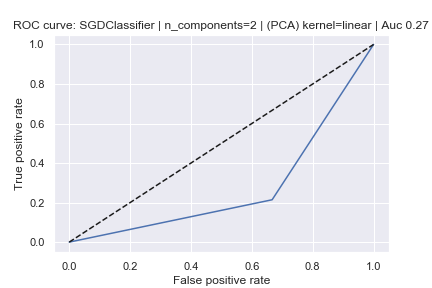 ROC curve: SGDClassifier | n_components=2 | (PCA) kernel=linear | Auc 0.27
1.0
0.8
0.6
0.4
0.2
0.0
True positive rate
0.0 0.2 0.4 0.6 0.8 1.0
False positive rate